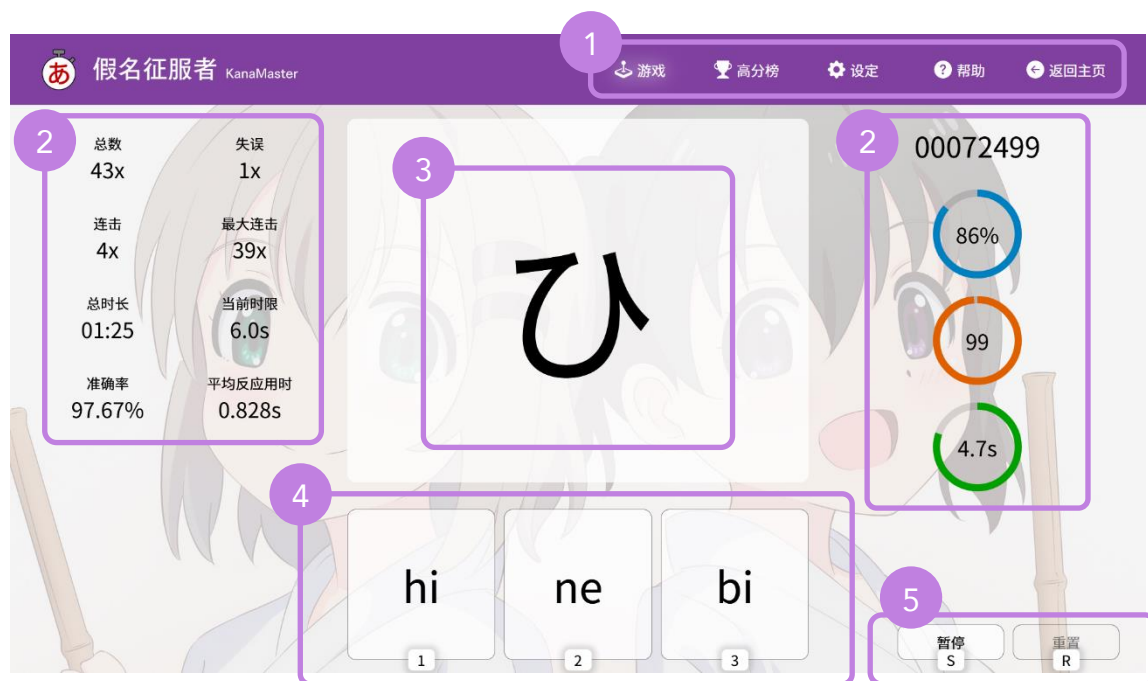 1
假名征服者 KanaMaster
游戏 高分榜 设定 ? 帮助 返回主页
2
总数 失误
43x 1x
连击 最大连击
4x 39x
总时长 当前时限
01:25 6.0s
准确率 平均反应用时
97.67% 0.828s
3
ひ
2
00072499
86%
99
4.7s
4
hi ne bi
1 2 3
5
暂停 重置
S R
あ